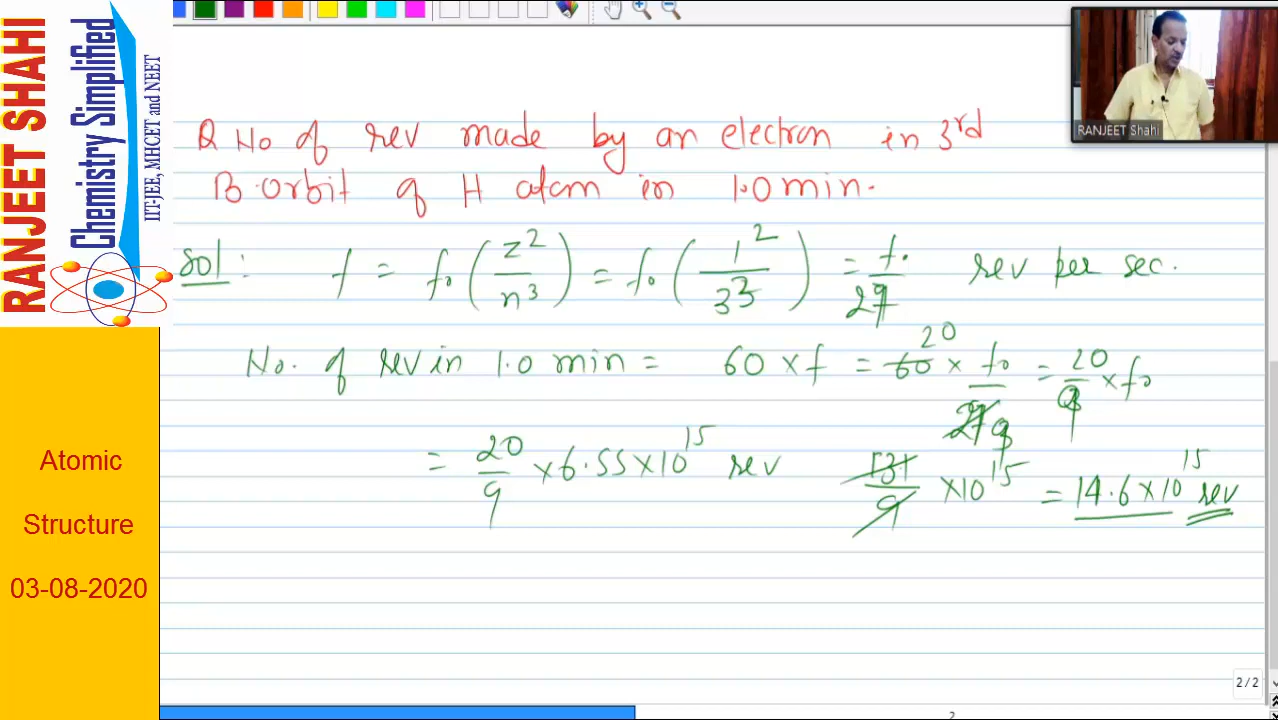 RANJEET SHAHI
Chemistry Simplified
IIT-JEE, MHCET and NEET
Atomic
Structure
03-08-2020
RANJEET Shahi
Q No of rev made by an electron in 3rd
B.orbit of H atom in 1.0 min.
Sol: f = f₀ (z²/n³) = f₀ (1²/3³) = f₀/27 rev per sec.
No. of rev in 1.0 min = 60 × f = 60 20 × f₀/27 9 = 20/9 × f₀
= 20/9 × 6.55 × 10¹⁵ rev 131/9 × 10¹⁵ = 14.6 × 10¹⁵ rev
2/2
2